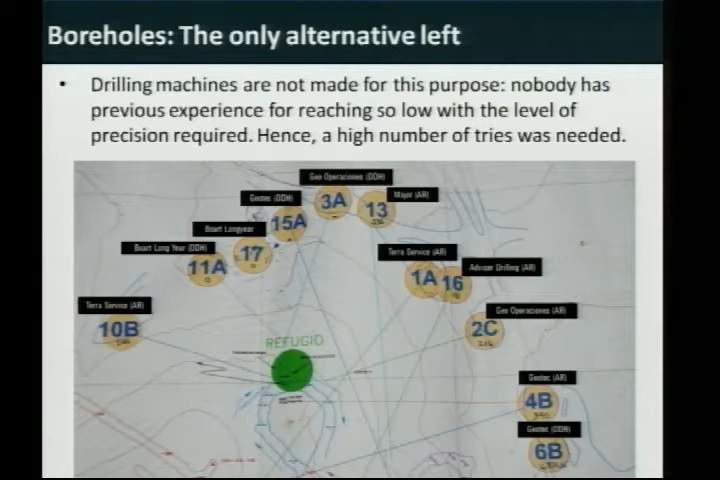 Boreholes: The only alternative left
• Drilling machines are not made for this purpose: nobody has
previous experience for reaching so low with the level of
precision required. Hence, a high number of tries was needed.
Geo Operaciones (DDH)
3A
Major (AR)
13
Geotec (DDH)
15A
Boart Longyear
17
Boart Long Year (DDH)
11A
Terra Service (AR)
1A
Adviser Drilling (AR)
16
Terra Service (AR)
10B
Geo Operaciones (AR)
2C
REFUGIO
Geotec (AR)
4B
Geotec (DDH)
6B